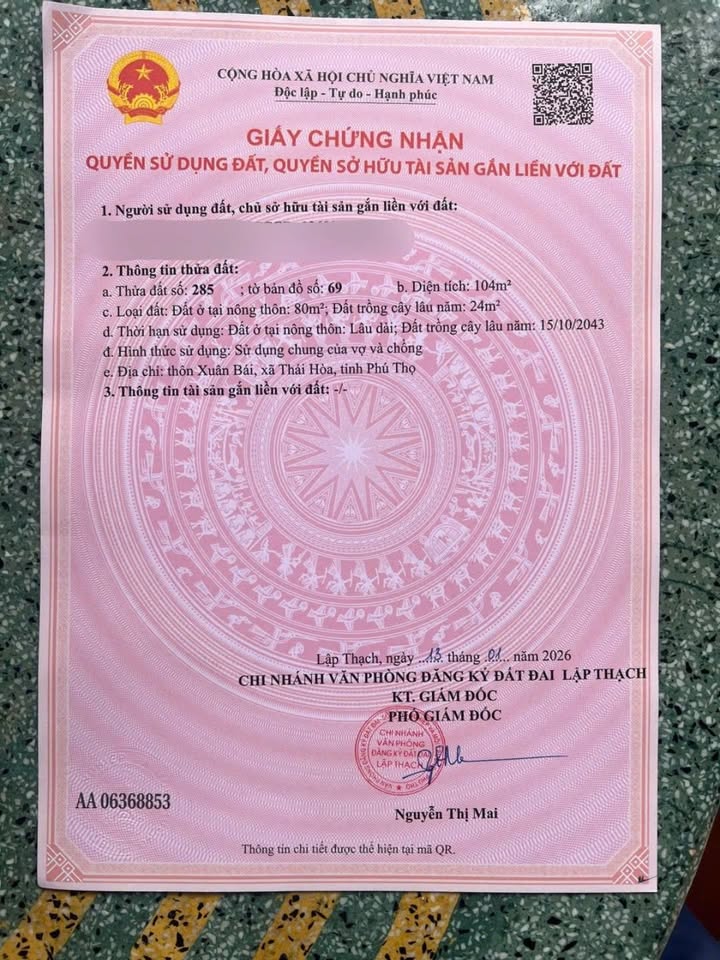 CỘNG HÒA XÃ HỘI CHỦ NGHĨA VIỆT NAM
Độc lập - Tự do - Hạnh phúc
GIẤY CHỨNG NHẬN
QUYỀN SỬ DỤNG ĐẤT, QUYỀN SỞ HỮU TÀI SẢN GẮN LIỀN VỚI ĐẤT
1. Người sử dụng đất, chủ sở hữu tài sản gắn liền với đất:
2. Thông tin thửa đất:
a. Thửa đất số: 285 ; tờ bản đồ số: 69 b. Diện tích: 104m²
c. Loại đất: Đất ở tại nông thôn: 80m²; Đất trồng cây lâu năm: 24m²
d. Thời hạn sử dụng: Đất ở tại nông thôn: Lâu dài; Đất trồng cây lâu năm: 15/10/2043
đ. Hình thức sử dụng: Sử dụng chung của vợ và chồng
e. Địa chỉ: thôn Xuân Bái, xã Thái Hòa, tỉnh Phú Thọ
3. Thông tin tài sản gắn liền với đất: -/-
Lập Thạch, ngày ..13. tháng .01... năm 2026
CHI NHÁNH VĂN PHÒNG ĐĂNG KÝ ĐẤT ĐAI LẬP THẠCH
KT. GIÁM ĐỐC
PHÓ GIÁM ĐỐC
CHI NHÁNH
VĂN PHÒNG
ĐĂNG KÝ ĐẤT ĐAI
LẬP THẠCH
AA 06368853
Nguyễn Thị Mai
Thông tin chi tiết được thể hiện tại mã QR.